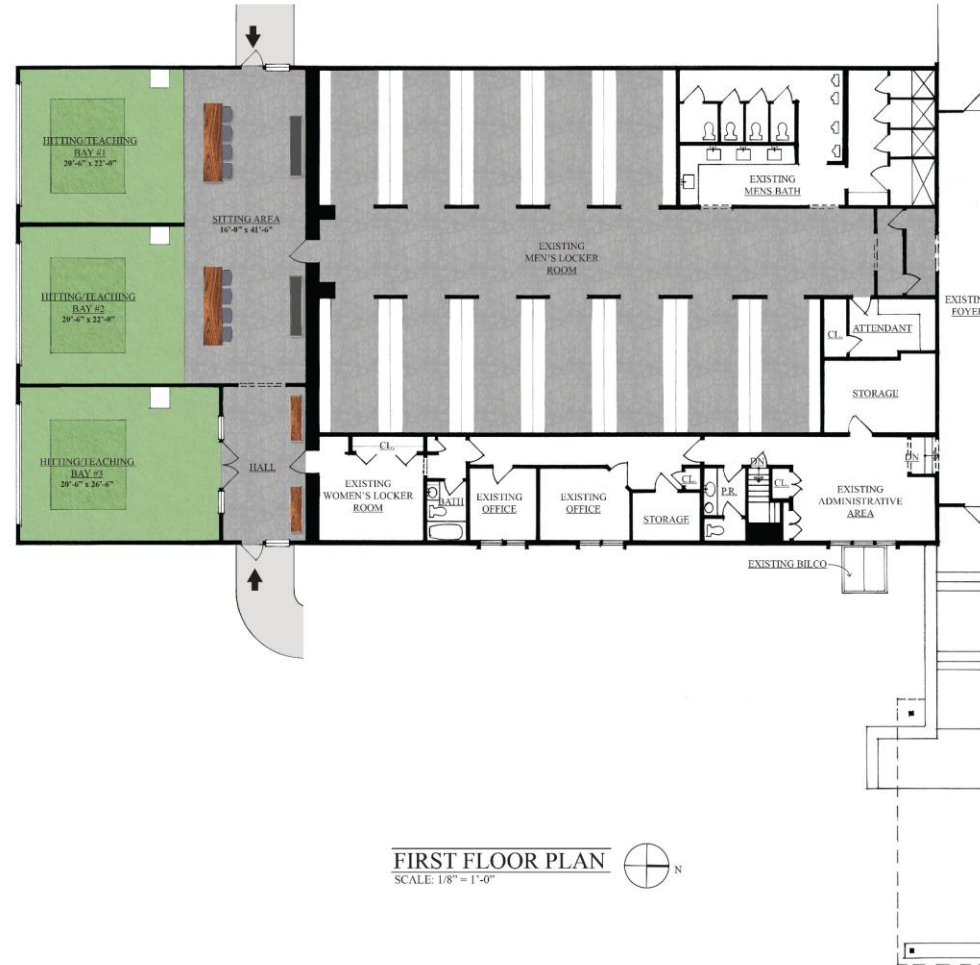 HITTING/TEACHING
BAY #1
20'-6" x 22'-0"
SITTING AREA
16'-0" x 41'-6"
HITTING/TEACHING
BAY #2
20'-6" x 22'-0"
HITTING/TEACHING
BAY #3
20'-6" x 26'-6"
HALL
EXISTING
MEN'S LOCKER
ROOM
EXISTING
MENS BATH
CL.
ATTENDANT
EXISTIN
FOYER
STORAGE
CL.
EXISTING
WOMEN'S LOCKER
ROOM
BATH
EXISTING
OFFICE
EXISTING
OFFICE
CL.
STORAGE
P.R.
DN
CL.
EXISTING
ADMINISTRATIVE
AREA
DN
EXISTING BILCO
FIRST FLOOR PLAN
SCALE: 1/8" = 1'-0"
N